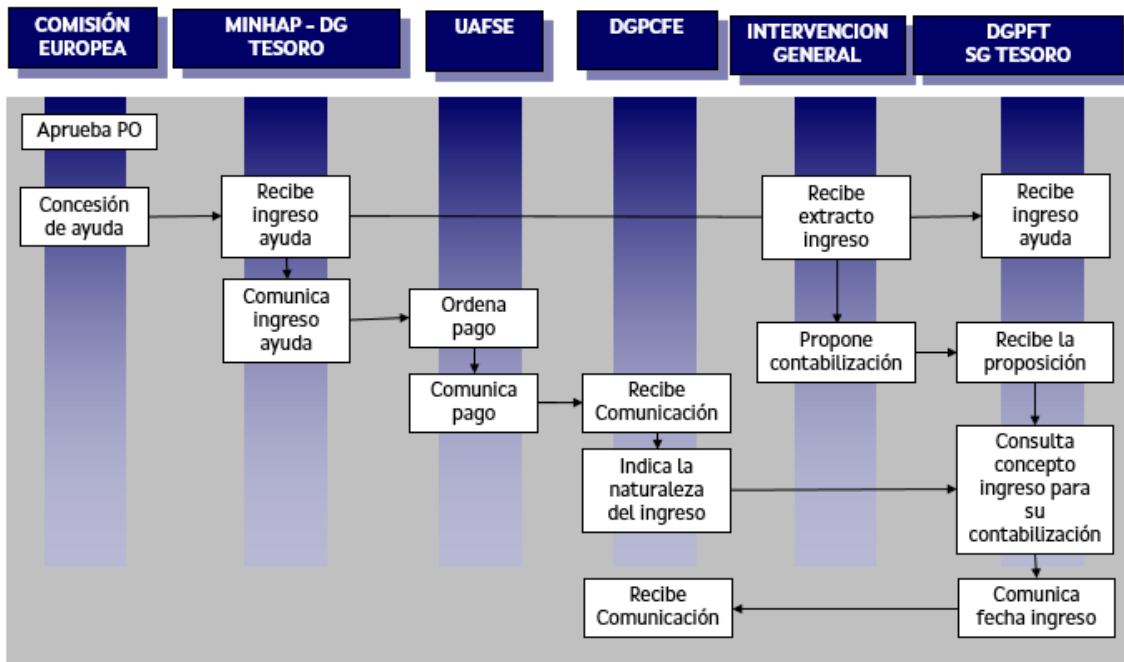 COMISIÓN
EUROPEA
MINHAP – DG
TESORO
UAFSE
DGPCFE
INTERVENCION
GENERAL
DGPFT
SG TESORO
Aprueba PO
Concesión
de ayuda
Recibe
ingreso
ayuda
Recibe
extracto
ingreso
Recibe
ingreso
ayuda
Comunica
ingreso
ayuda
Ordena
pago
Propone
contabilización
Recibe la
proposición
Comunica
pago
Recibe
Comunicación
Indica la
naturaleza
del ingreso
Consulta
concepto
ingreso para
su
contabilización
Recibe
Comunicación
Comunica
fecha ingreso